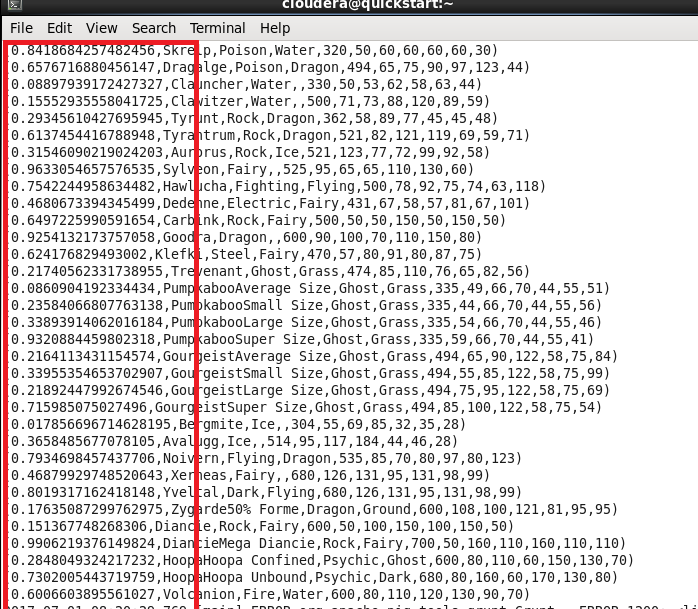 cloudera@quickstart:~
File Edit View Search Terminal Help
(0.8418684257482456,Skrelp,Poison,Water,320,50,60,60,60,60,30)
(0.6576716880456147,Dragalge,Poison,Dragon,494,65,75,90,97,123,44)
(0.08897939172427327,Clauncher,Water,,330,50,53,62,58,63,44)
(0.15552935558041725,Clawitzer,Water,,500,71,73,88,120,89,59)
(0.29345610427695945,Tyrunt,Rock,Dragon,362,58,89,77,45,45,48)
(0.6137454416788948,Tyrantrum,Rock,Dragon,521,82,121,119,69,59,71)
(0.31546090219024203,Aurorus,Rock,Ice,521,123,77,72,99,92,58)
(0.9633054657576535,Sylveon,Fairy,,525,95,65,65,110,130,60)
(0.7542244958634482,Hawlucha,Fighting,Flying,500,78,92,75,74,63,118)
(0.4680673394345499,Dedenne,Electric,Fairy,431,67,58,57,81,67,101)
(0.6497225990591654,Carbink,Rock,Fairy,500,50,50,150,50,150,50)
(0.9254132173757058,Goodra,Dragon,,600,90,100,70,110,150,80)
(0.624176829493002,Klefki,Steel,Fairy,470,57,80,91,80,87,75)
(0.21740562331738955,Trevenant,Ghost,Grass,474,85,110,76,65,82,56)
(0.0860904192334434,PumpkabooAverage Size,Ghost,Grass,335,49,66,70,44,55,51)
(0.23584066807763138,PumpkabooSmall Size,Ghost,Grass,335,44,66,70,44,55,56)
(0.33893914062016184,PumpkabooLarge Size,Ghost,Grass,335,54,66,70,44,55,46)
(0.9320884459802318,PumpkabooSuper Size,Ghost,Grass,335,59,66,70,44,55,41)
(0.2164113431154574,GourgeistAverage Size,Ghost,Grass,494,65,90,122,58,75,84)
(0.33955354653702907,GourgeistSmall Size,Ghost,Grass,494,55,85,122,58,75,99)
(0.21892447992674546,GourgeistLarge Size,Ghost,Grass,494,75,95,122,58,75,69)
(0.715985075027496,GourgeistSuper Size,Ghost,Grass,494,85,100,122,58,75,54)
(0.017856696714628195,Bergmite,Ice,,304,55,69,85,32,35,28)
(0.3658485677078105,Avalugg,Ice,,514,95,117,184,44,46,28)
(0.7934698457437706,Noivern,Flying,Dragon,535,85,70,80,97,80,123)
(0.46879929748520643,Xerneas,Fairy,,680,126,131,95,131,98,99)
(0.8019317162418148,Yveltal,Dark,Flying,680,126,131,95,131,98,99)
(0.17635087299762975,Zygarde50% Forme,Dragon,Ground,600,108,100,121,81,95,95)
(0.151367748268306,Diancie,Rock,Fairy,600,50,100,150,100,150,50)
(0.9906219376149824,DiancieMega Diancie,Rock,Fairy,700,50,160,110,160,110,110)
(0.2848049324217232,HoopaHoopa Confined,Psychic,Ghost,600,80,110,60,150,130,70)
(0.7302005443719759,HoopaHoopa Unbound,Psychic,Dark,680,80,160,60,170,130,80)
(0.6006603895561027,Volcanion,Fire,Water,600,80,110,120,130,90,70)